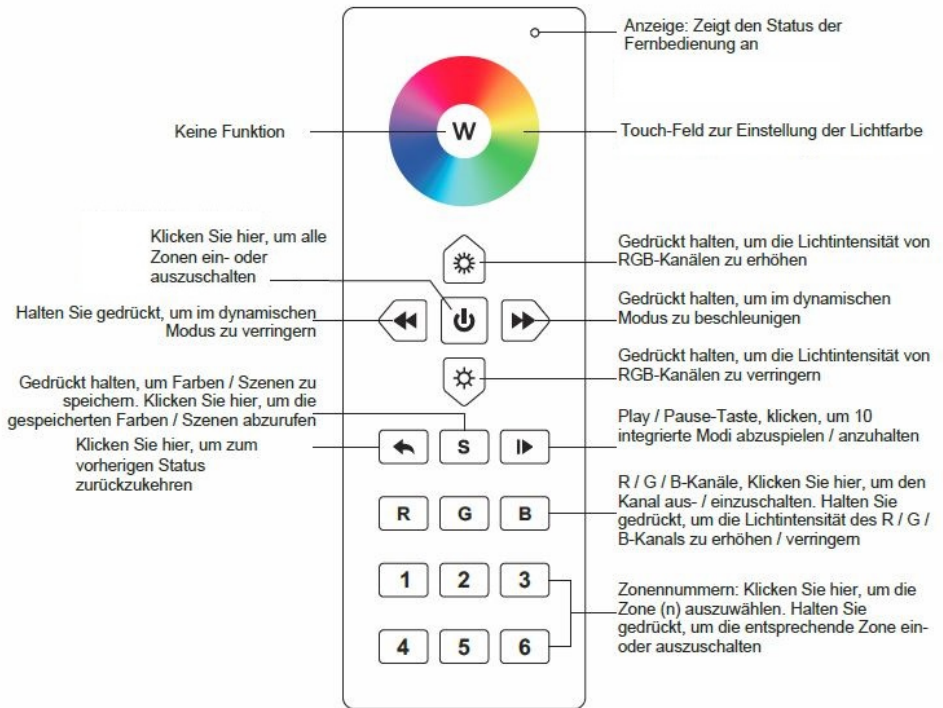 Anzeige: Zeigt den Status der
Fernbedienung an
Keine Funktion
W
Touch-Feld zur Einstellung der Lichtfarbe
Klicken Sie hier, um alle
Zonen ein- oder
auszuschalten
Gedrückt halten, um die Lichtintensität von
RGB-Kanälen zu erhöhen
Halten Sie gedrückt, um im dynamischen
Modus zu verringern
Gedrückt halten, um im dynamischen
Modus zu beschleunigen
Gedrückt halten, um die Lichtintensität von
RGB-Kanälen zu verringern
Gedrückt halten, um Farben / Szenen zu
speichern. Klicken Sie hier, um die
gespeicherten Farben / Szenen abzurufen
Klicken Sie hier, um zum
vorherigen Status
zurückzukehren
S
Play / Pause-Taste, klicken, um 10
integrierte Modi abzuspielen / anzuhalten
R G B
R / G / B-Kanäle, Klicken Sie hier, um den
Kanal aus- / einzuschalten. Halten Sie
gedrückt, um die Lichtintensität des R / G /
B-Kanals zu erhöhen / verringern
1 2 3
4 5 6
Zonennummern: Klicken Sie hier, um die
Zone (n) auszuwählen. Halten Sie
gedrückt, um die entsprechende Zone ein-
oder auszuschalten